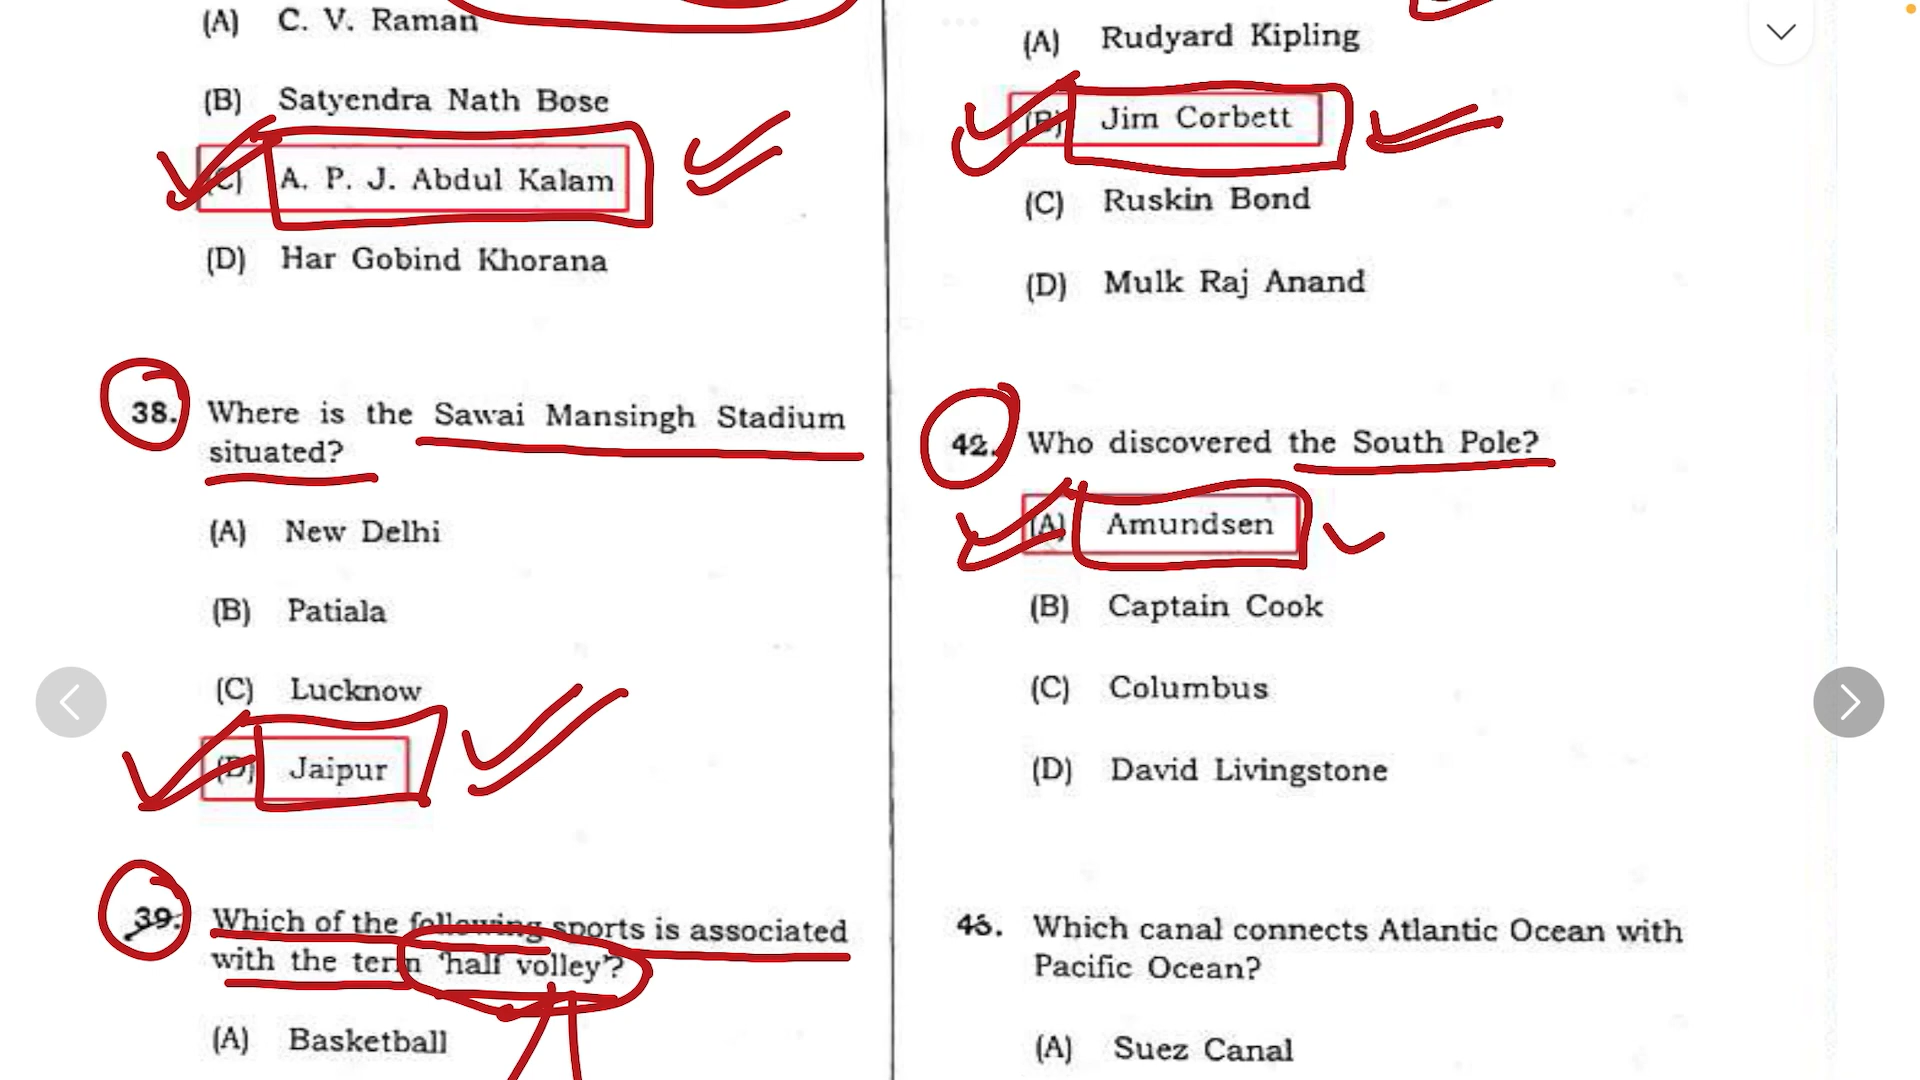 (A) C. V. Raman
(B) Satyendra Nath Bose
(C) A. P. J. Abdul Kalam
(D) Har Gobind Khorana
38. Where is the Sawai Mansingh Stadium
situated?
(A) New Delhi
(B) Patiala
(C) Lucknow
(D) Jaipur
39. Which of the following sports is associated
with the term 'half volley'?
(A) Basketball
(A) Rudyard Kipling
(B) Jim Corbett
(C) Ruskin Bond
(D) Mulk Raj Anand
42. Who discovered the South Pole?
(A) Amundsen
(B) Captain Cook
(C) Columbus
(D) David Livingstone
43. Which canal connects Atlantic Ocean with
Pacific Ocean?
(A) Suez Canal